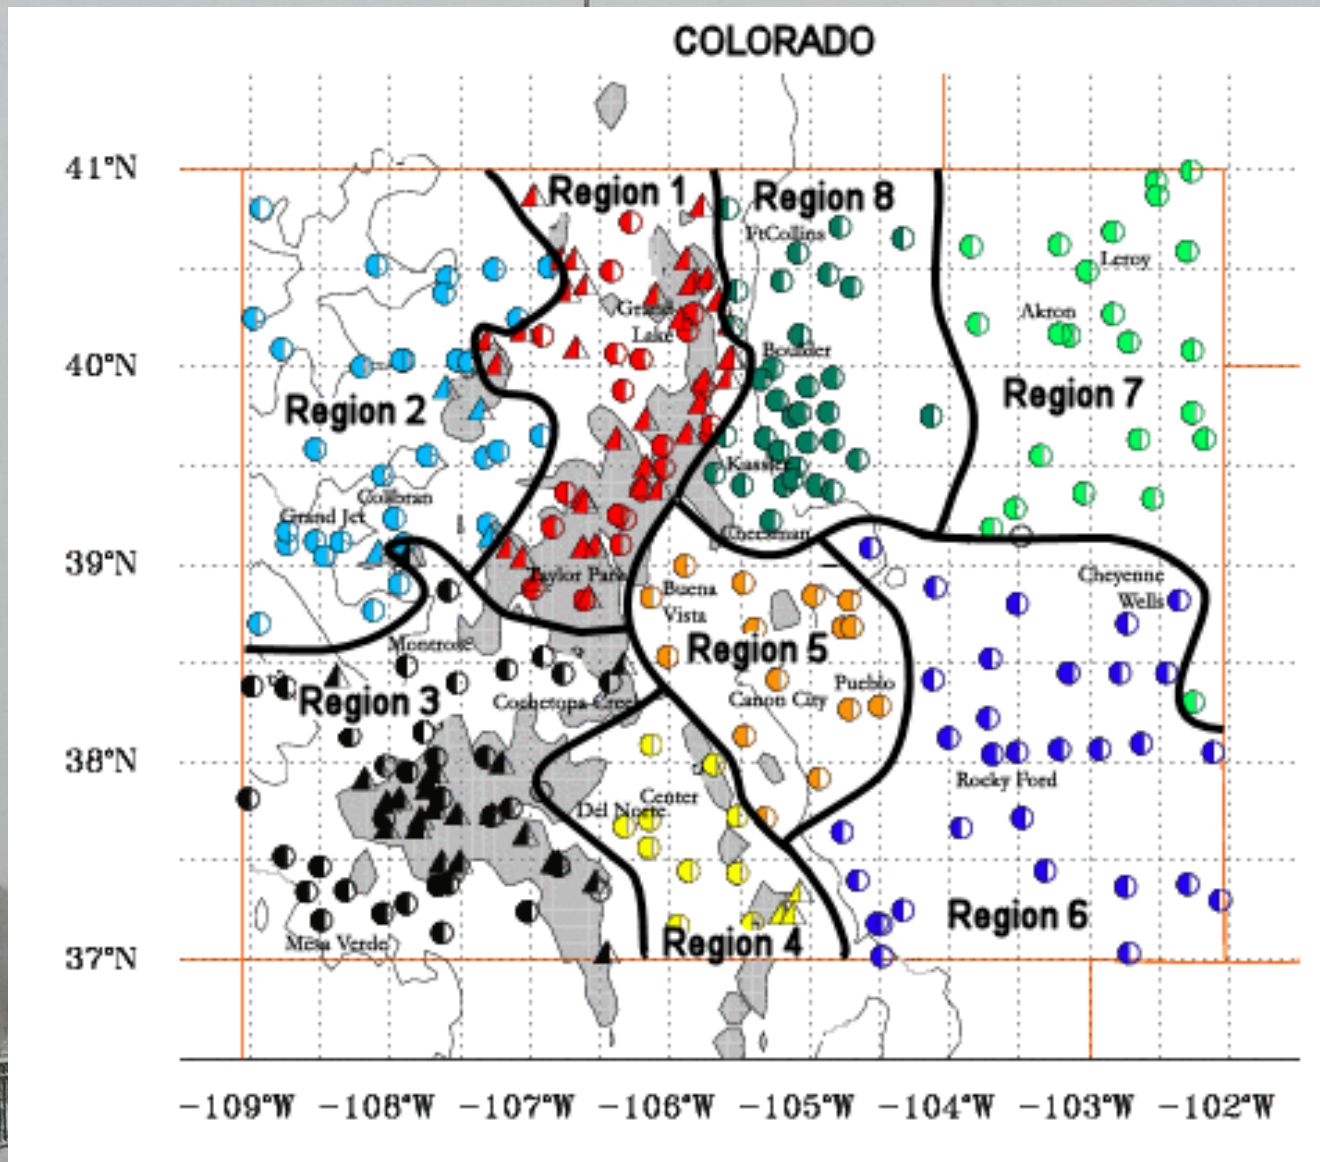 COLORADO
41°N
Region 1
Region 8
FtCollins
Leroy
Grand
Lake
Akron
40°N
Boulder
Region 2
Region 7
Kassler
Collbran
Grand Jct
Cheesman
39°N
Taylor Park
Cheyenne
Wells
Buena
Vista
Montrose
Region 5
Region 3
Pueblo
Cochetopa Creek
Canon City
38°N
Rocky Ford
Center
Del Norte
Region 6
Mesa Verde
Region 4
37°N
-109°W -108°W -107°W -106°W -105°W -104°W -103°W -102°W